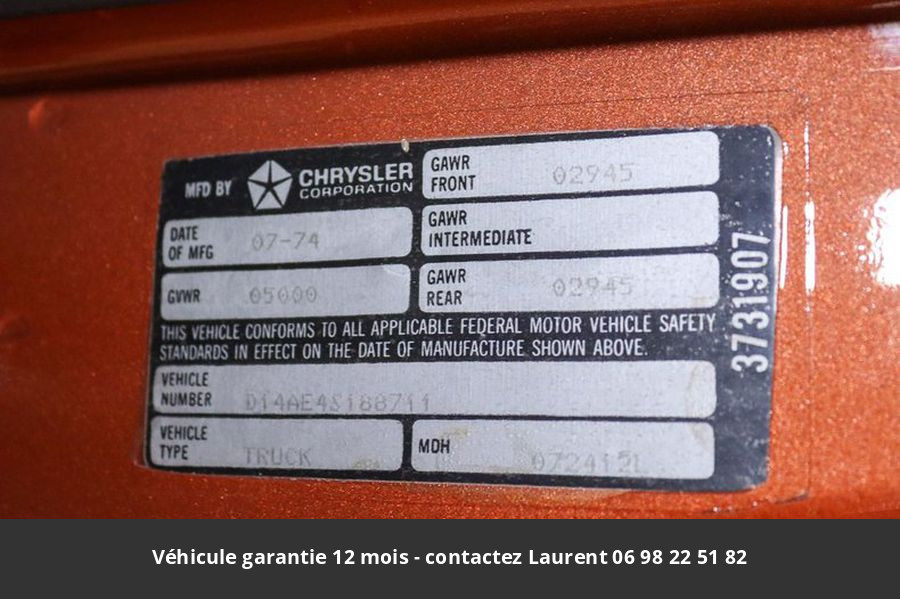 MFD BY CHRYSLER CORPORATION
GAWR FRONT 02945
DATE OF MFG 07-74
GAWR INTERMEDIATE
GVWR 05000
GAWR REAR 02945
THIS VEHICLE CONFORMS TO ALL APPLICABLE FEDERAL MOTOR VEHICLE SAFETY
STANDARDS IN EFFECT ON THE DATE OF MANUFACTURE SHOWN ABOVE.
VEHICLE NUMBER D14AE4S188711
VEHICLE TYPE TRUCK
MDH 072412L
3731907
Véhicule garantie 12 mois - contactez Laurent 06 98 22 51 82